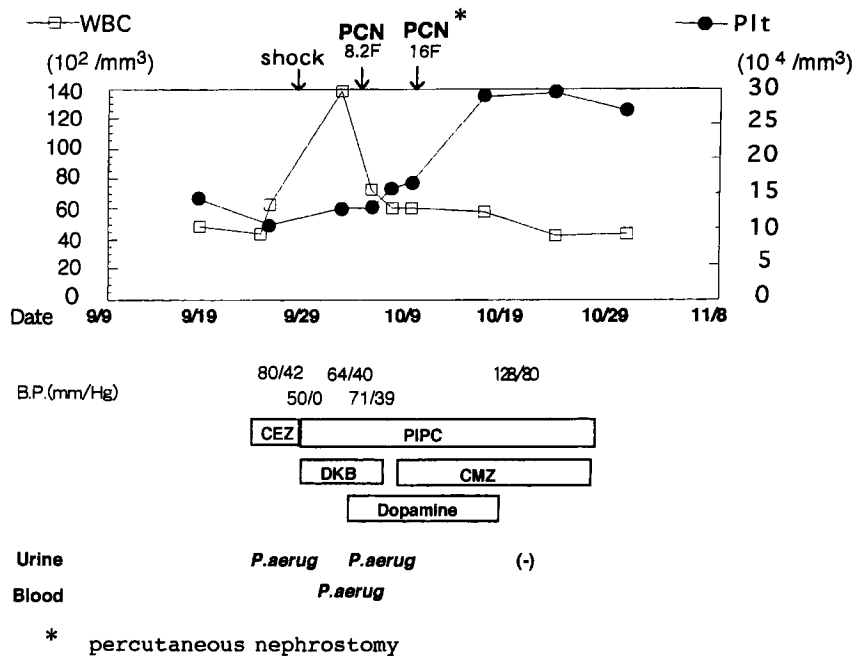 WBC
PCN PCN *
Plt
8.2F 16F
(10² /mm³) shock (10⁴ /mm³)
140 30
120 25
100 20
80 15
60 10
40 5
20
0 0
Date 9/9 9/19 9/29 10/9 10/19 10/29 11/8
80/42 64/40 128/80
B.P.(mm/Hg)
50/0 71/39
CEZ PIPC
DKB CMZ
Dopamine
Urine P.aerug P.aerug (-)
Blood P.aerug
* percutaneous nephrostomy